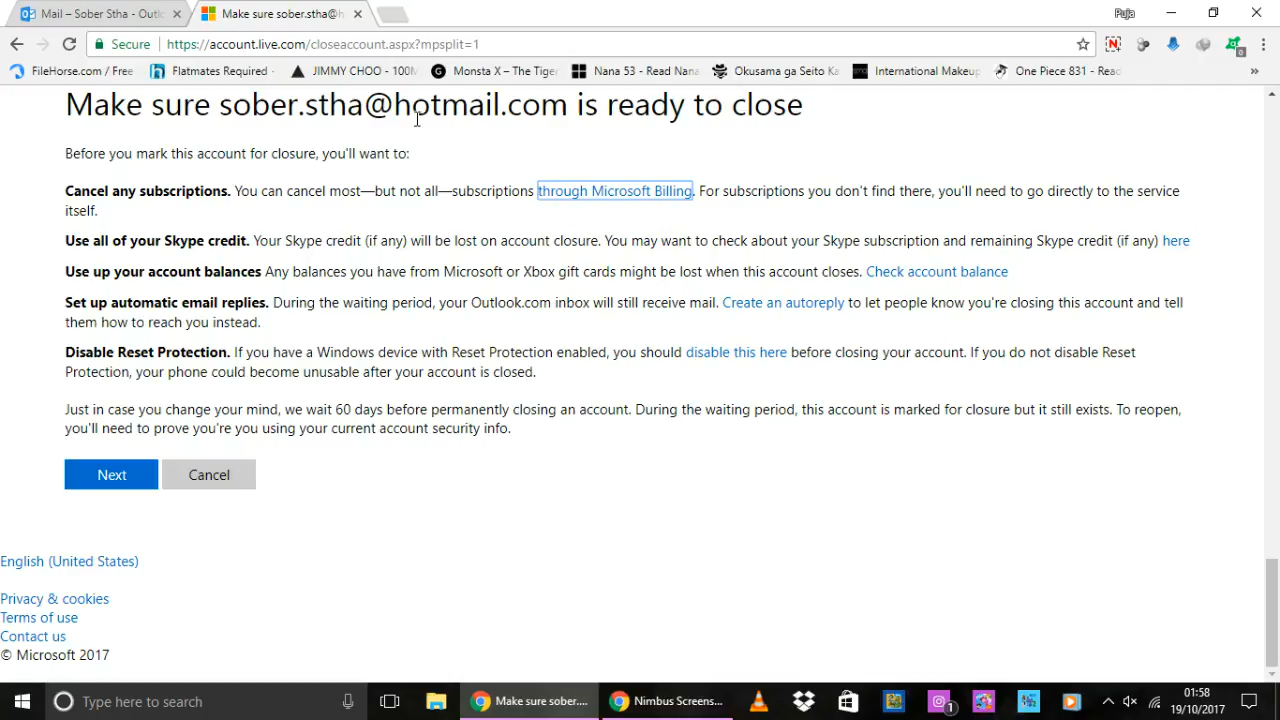 Mail – Sober Stha - Outlo
Make sure sober.stha@h
Puja
Secure
https://account.live.com/closeaccount.aspx?mpsplit=1
FileHorse.com / Free
Flatmates Required -
JIMMY CHOO - 100M
Monsta X – The Tige
Nana 53 - Read Nana
Okusama ga Seito Ka
International Makeup
One Piece 831 - Read
»
Make sure sober.stha@hotmail.com is ready to close
Before you mark this account for closure, you'll want to:
Cancel any subscriptions. You can cancel most—but not all—subscriptions through Microsoft Billing. For subscriptions you don't find there, you'll need to go directly to the service
itself.
Use all of your Skype credit. Your Skype credit (if any) will be lost on account closure. You may want to check about your Skype subscription and remaining Skype credit (if any) here
Use up your account balances Any balances you have from Microsoft or Xbox gift cards might be lost when this account closes. Check account balance
Set up automatic email replies. During the waiting period, your Outlook.com inbox will still receive mail. Create an autoreply to let people know you're closing this account and tell
them how to reach you instead.
Disable Reset Protection. If you have a Windows device with Reset Protection enabled, you should disable this here before closing your account. If you do not disable Reset
Protection, your phone could become unusable after your account is closed.
Just in case you change your mind, we wait 60 days before permanently closing an account. During the waiting period, this account is marked for closure but it still exists. To reopen,
you'll need to prove you're you using your current account security info.
Next
Cancel
English (United States)
Privacy & cookies
Terms of use
Contact us
© Microsoft 2017
Type here to search
Make sure sober....
Nimbus Screens...
1
01:58
19/10/2017